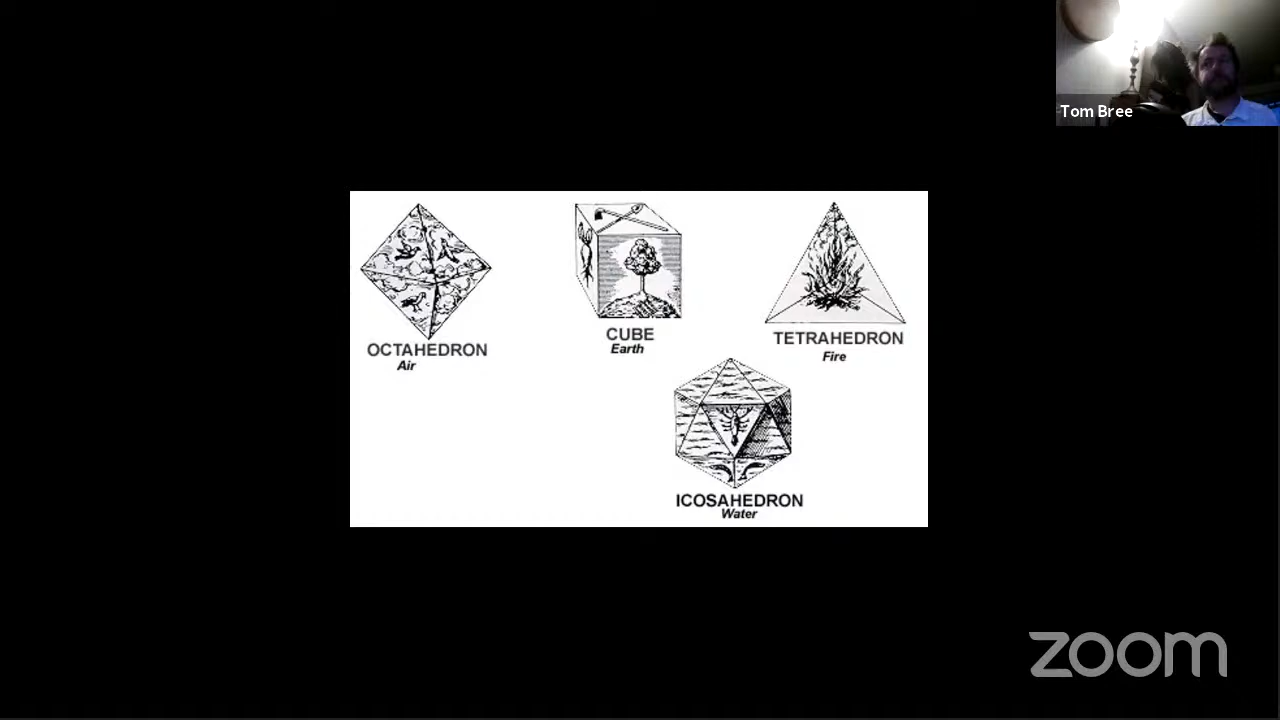 Tom Bree
OCTAHEDRON
Air
CUBE
Earth
TETRAHEDRON
Fire
ICOSAHEDRON
Water
zoom